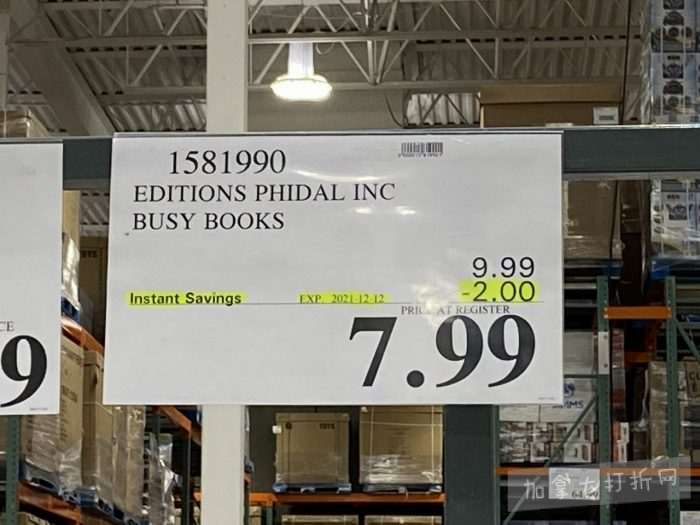 1581990
EDITIONS PHIDAL INC
BUSY BOOKS
9.99
Instant Savings EXP. 2021-12-12 -2.00
PRICE AT REGISTER
7.99
CE
9
加拿大打折网